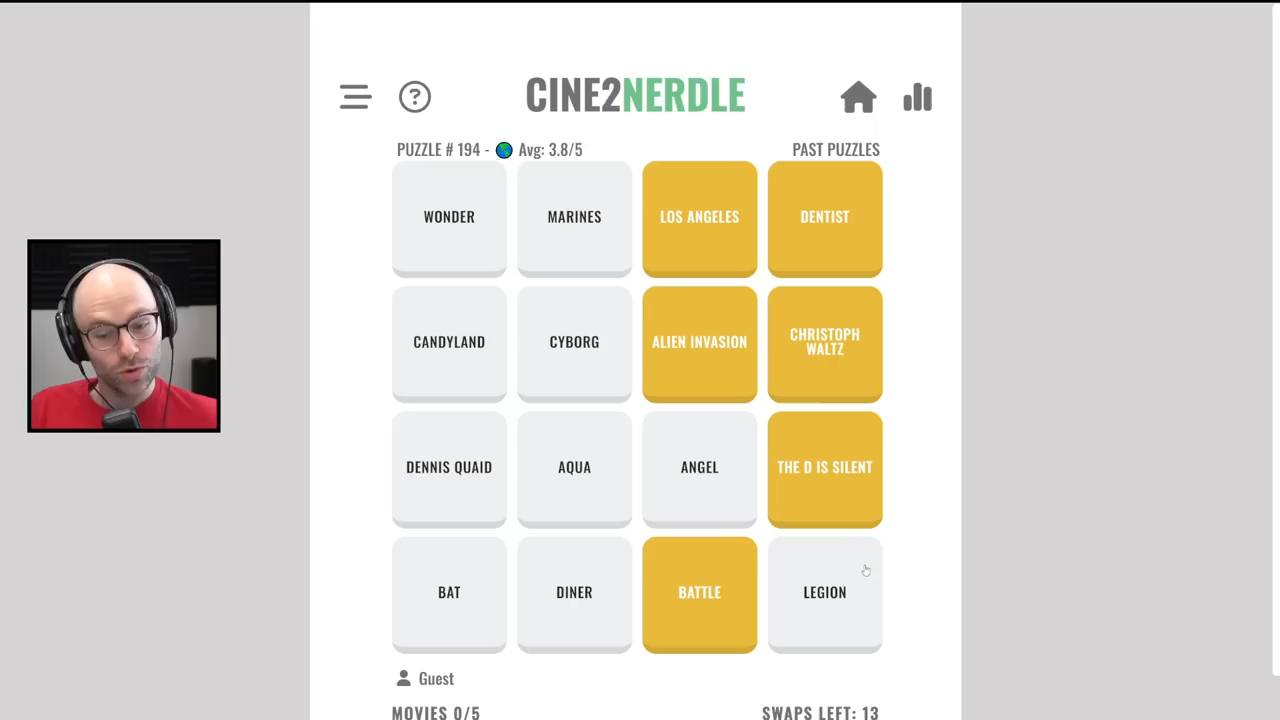 CINE2NERDLE
PUZZLE # 194 - Avg: 3.8/5
PAST PUZZLES
WONDER
MARINES
LOS ANGELES
DENTIST
CANDYLAND
CYBORG
ALIEN INVASION
CHRISTOPH
WALTZ
DENNIS QUAID
AQUA
ANGEL
THE D IS SILENT
BAT
DINER
BATTLE
LEGION
Guest
MOVIES 0/5
SWAPS LEFT: 13